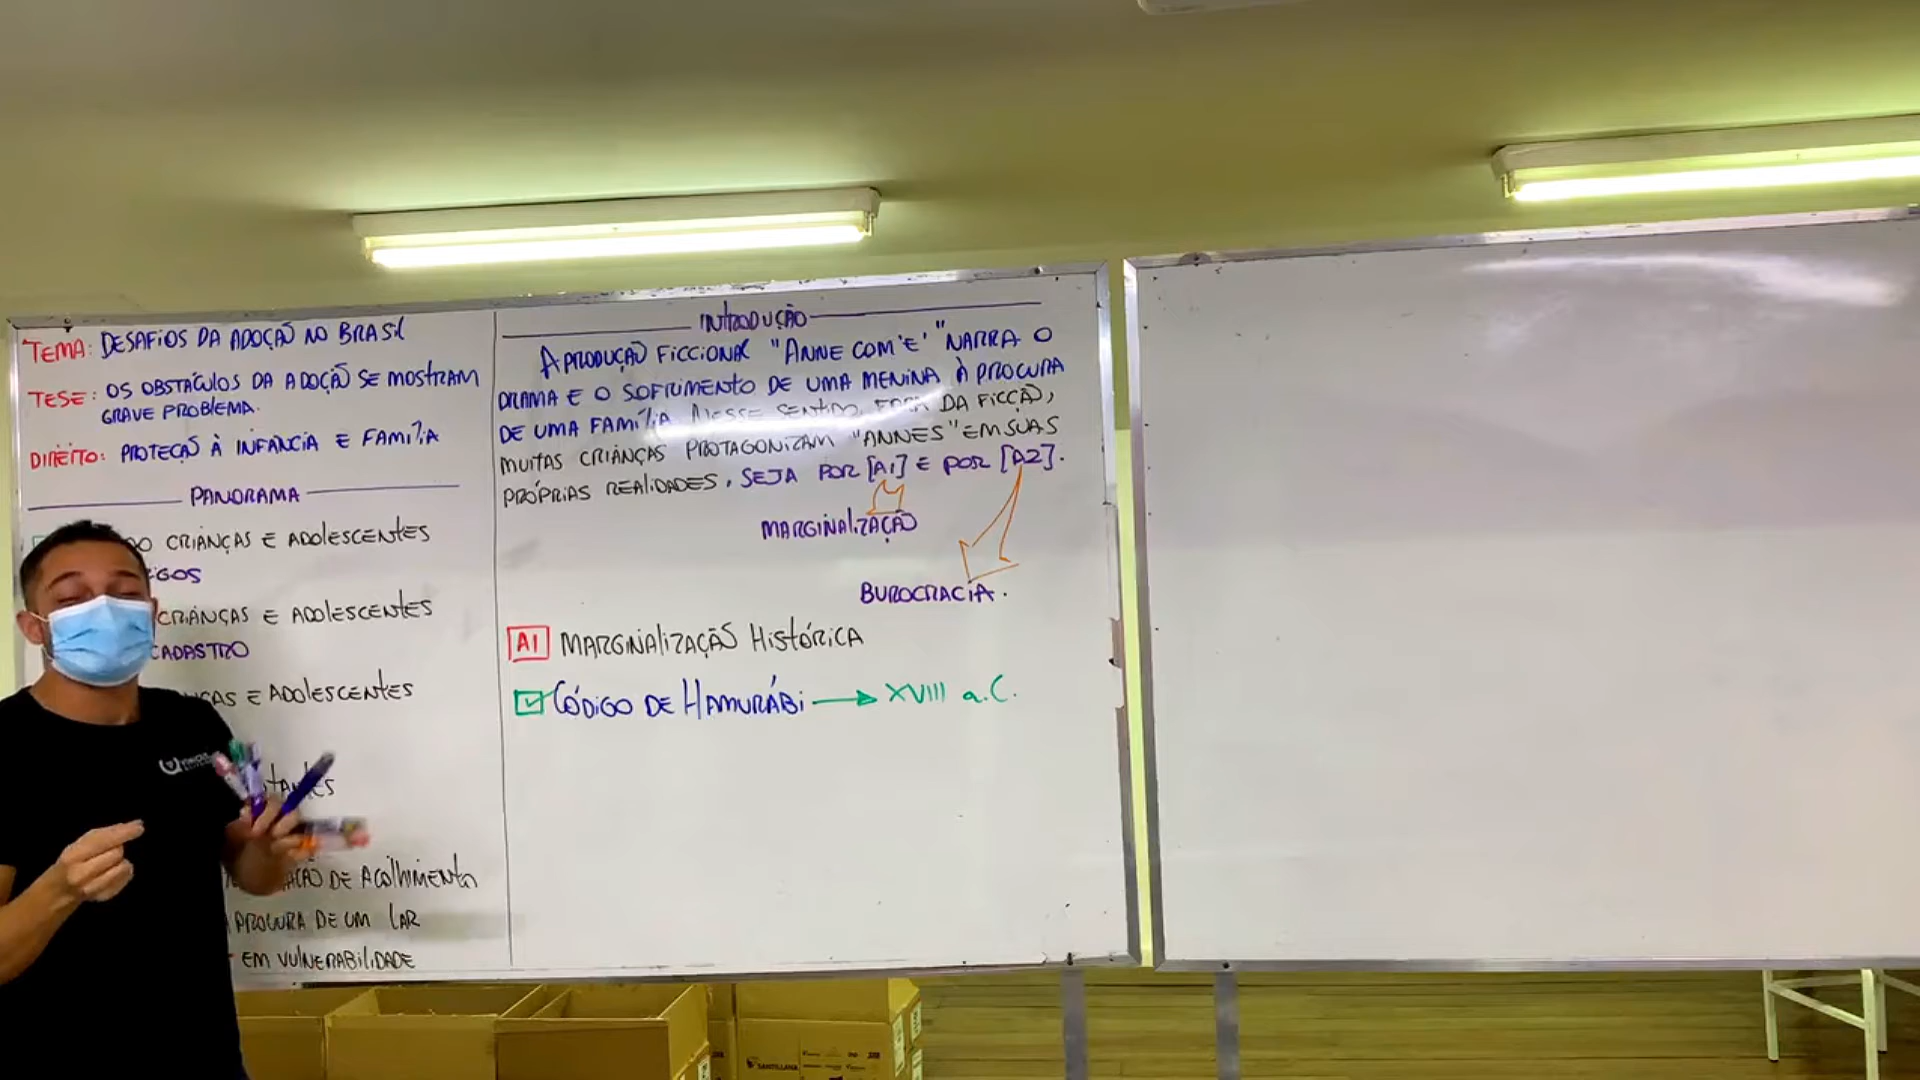 TEMA: DESAFIOS DA ADOÇÃO NO BRASIL
TESE: OS OBSTÁCULOS DA ADOÇÃO SE MOSTRAM
GRAVE PROBLEMA.
DIREITO: PROTEÇÃO À INFÂNCIA E FAMÍLIA
PANORAMA
CRIANÇAS E ADOLESCENTES
CRIANÇAS E ADOLESCENTES
CADASTRO
E ADOLESCENTES
DE ACOLHIMENTO
PROCURA DE UM LAR
EM VULNERABILIDADE
INTRODUÇÃO
A PRODUÇÃO FICCIONAL "ANNE COM 'E'" NARRA O
DRAMA E O SOFRIMENTO DE UMA MENINA À PROCURA
DE UMA FAMÍLIA. NESSE SENTIDO, FORA DA FICÇÃO,
MUITAS CRIANÇAS PROTAGONIZAM "ANNES" EM SUAS
PRÓPRIAS REALIDADES, SEJA POR [A1] E POR [A2].
MARGINALIZAÇÃO
BUROCRACIA.
A1 MARGINALIZAÇÃO HISTÓRICA
CÓDIGO DE HAMURÁBI → XVIII a.C.
SANTILLANA